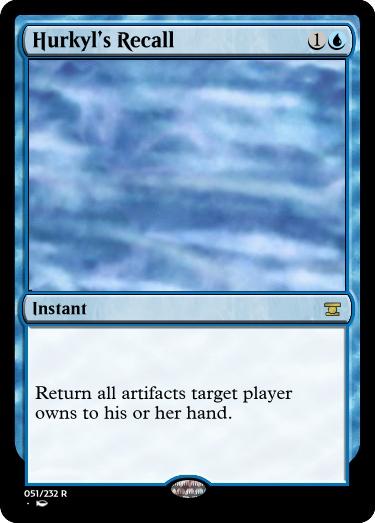 Hurkyl's Recall
1
Instant
Return all artifacts target player
owns to his or her hand.
051/232 R